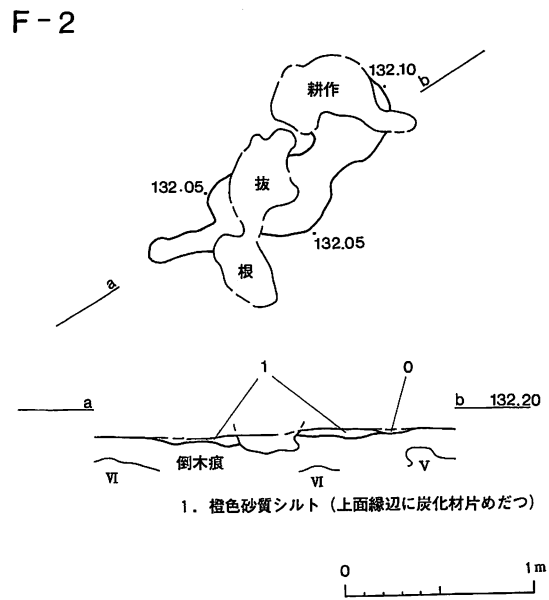 F-2
132.10
b
耕作
132.05
抜
132.05
根
a
1
0
a
b 132.20
倒木痕
VI
VI
V
1. 橙色砂質シルト（上面縁辺に炭化材片めだつ）
0
1m